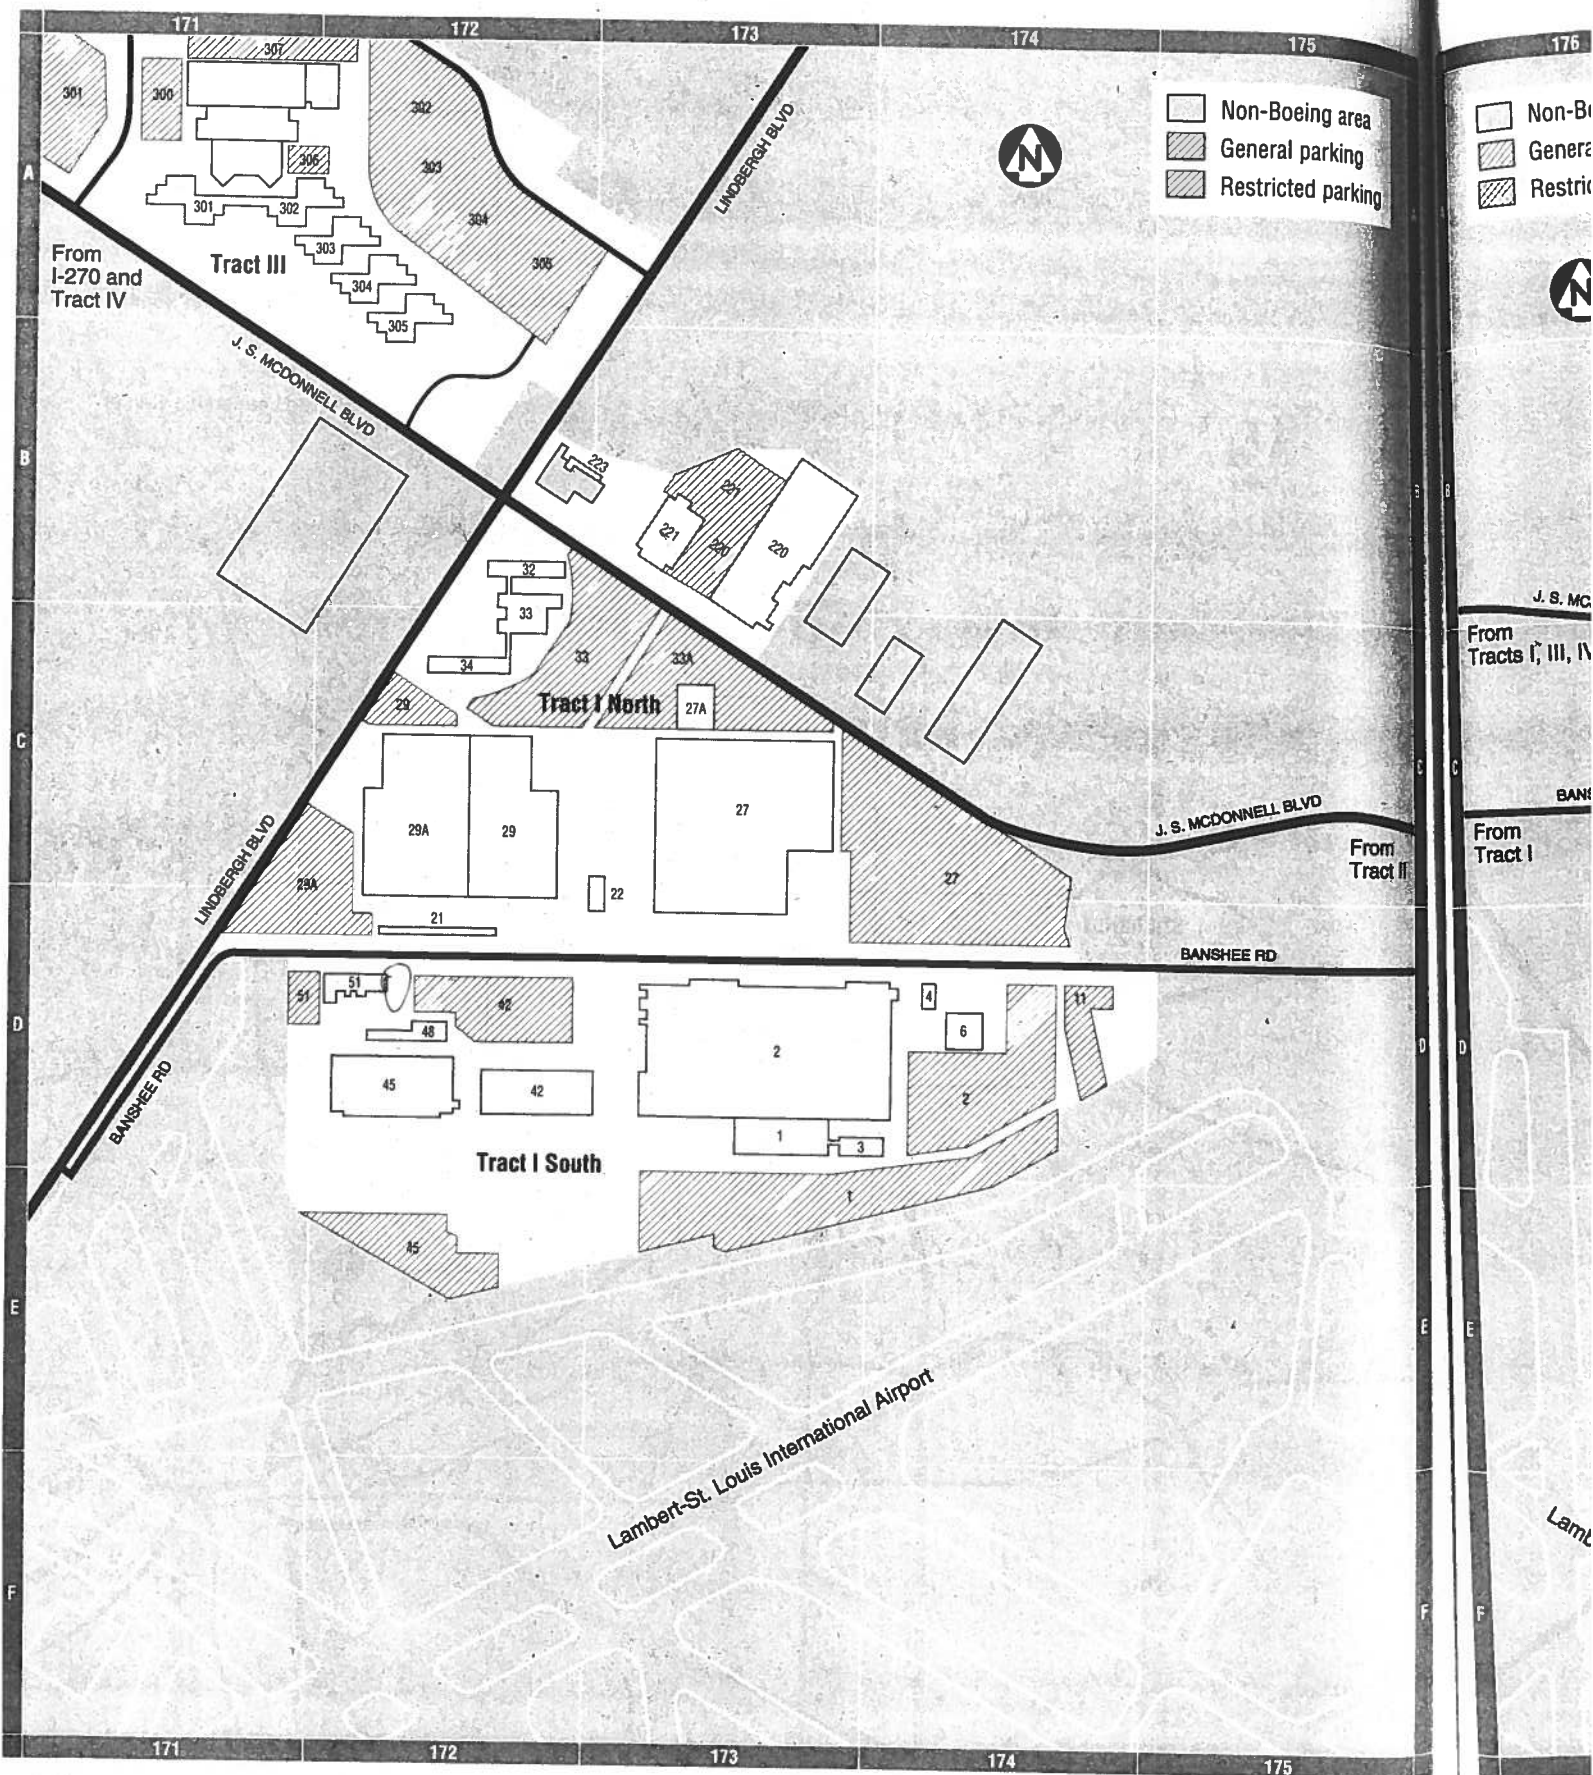 171
172
173
174
175
176
307
301
300
302
303
304
305
306
301
302
303
304
305
Tract III
From
I-270 and
Tract IV
A
LINDBERGH BLVD
N
Non-Boeing area
General parking
Restricted parking
Non-B
Genera
Restric
N
J. S. MCDONNELL BLVD
B
223
221
221
220
220
B
B
32
33
34
33
33A
29
Tract I North
27A
C
29A
29
27
27
22
21
29A
LINDBERGH BLVD
J. S. MCDONNELL BLVD
From
Tract II
C
C
J. S. MC
From
Tracts I, III, IV
BANS
From
Tract I
BANSHEE RD
51
51
42
48
45
42
2
4
6
11
2
1
3
D
D
D
BANSHEE RD
Tract I South
1
45
E
E
E
Lambert-St. Louis International Airport
Lamb
F
F
F
171
172
173
174
175